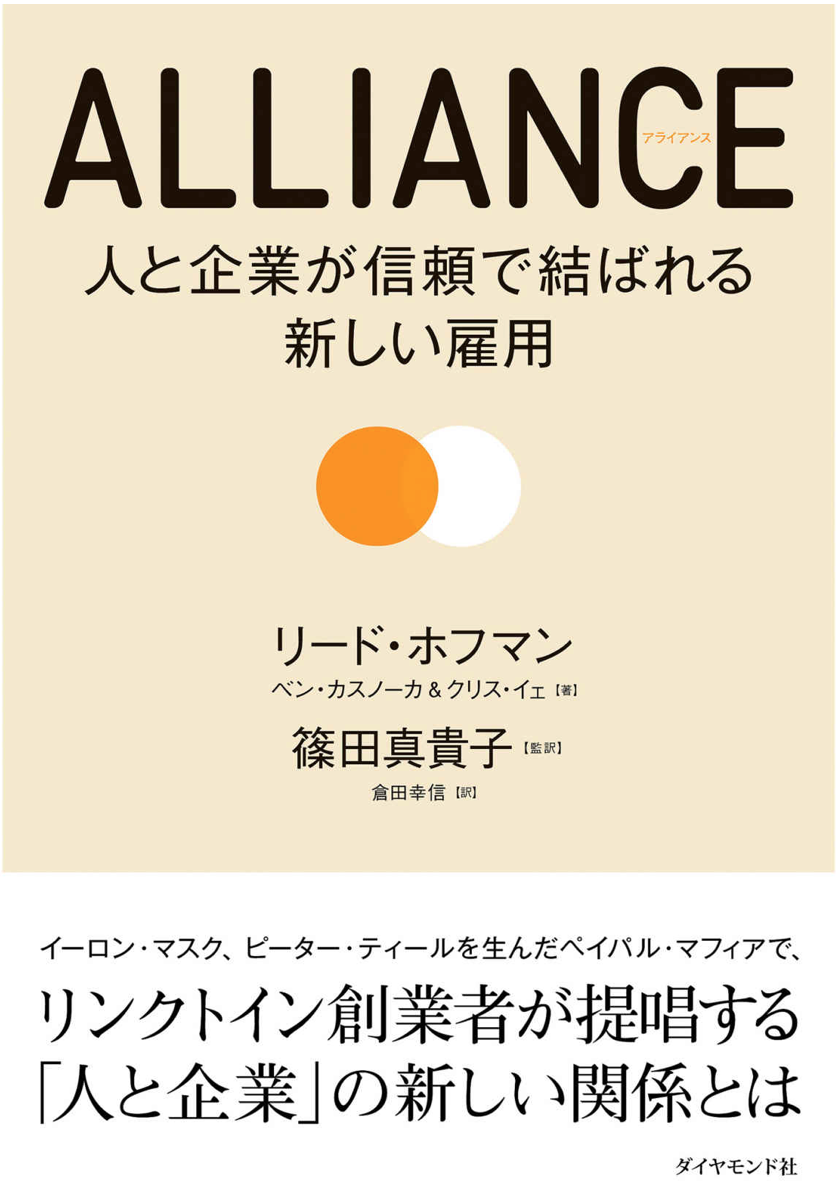 ALLIANCE
アライアンス
人と企業が信頼で結ばれる
新しい雇用
リード・ホフマン
ベン・カスノーカ & クリス・イェ【著】
篠田真貴子【監訳】
倉田幸信【訳】
イーロン・マスク、ピーター・ティールを生んだペイパル・マフィアで、
リンクトイン創業者が提唱する
「人と企業」の新しい関係とは
ダイヤモンド社